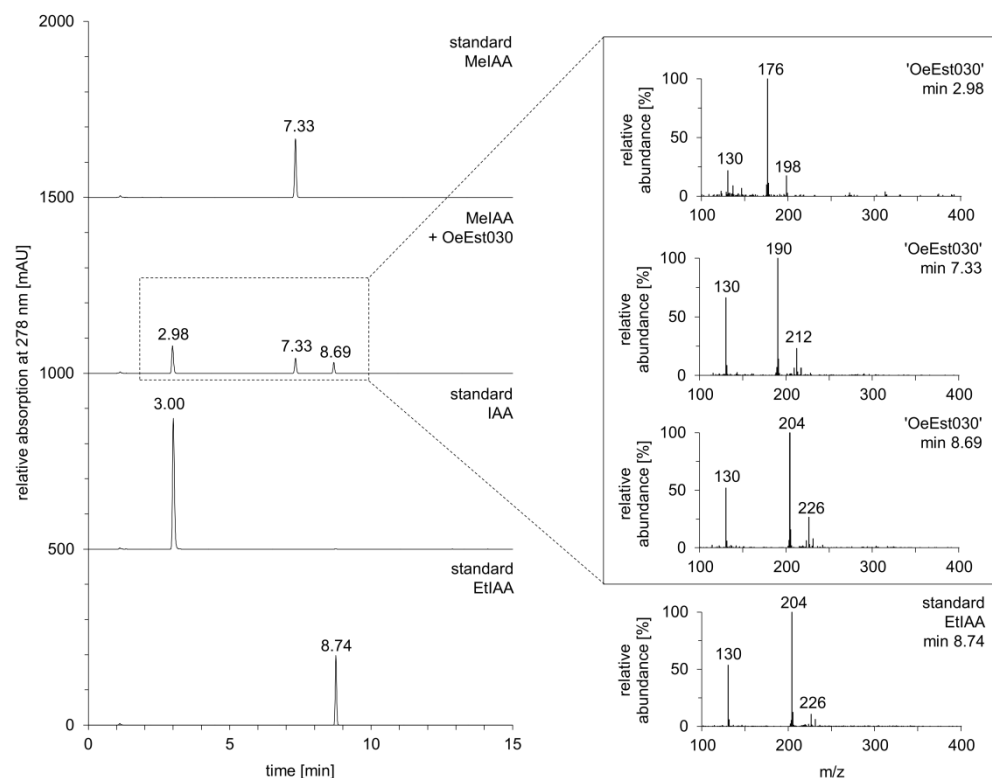 2000
standard
MeIAA
7.33
1500
MeIAA
+ OeEst030
2.98
7.33
8.69
1000
standard
IAA
3.00
500
standard
EtIAA
8.74
0
0
5
10
15
time [min]
relative absorption at 278 nm [mAU]
'OeEst030'
min 2.98
176
130
198
100
50
0
100
200
300
400
relative
abundance [%]
'OeEst030'
min 7.33
190
130
212
100
50
0
100
200
300
400
relative
abundance [%]
'OeEst030'
min 8.69
204
130
226
100
50
0
100
200
300
400
relative
abundance [%]
standard
EtIAA
min 8.74
204
130
226
100
50
0
100
200
300
400
relative
abundance [%]
m/z